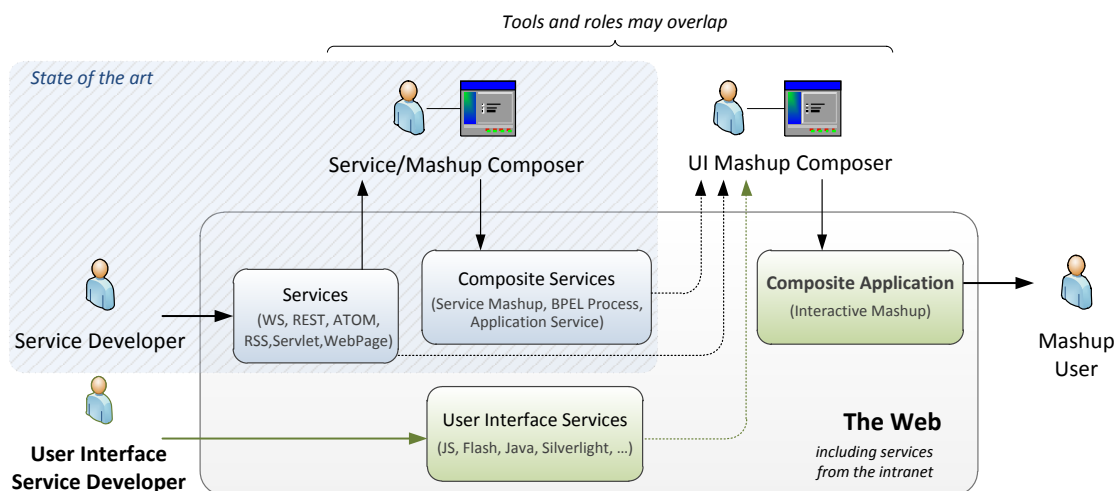 Tools and roles may overlap
State of the art
Service/Mashup Composer
UI Mashup Composer
Service Developer
Services
(WS, REST, ATOM,
RSS,Servlet,WebPage)
Composite Services
(Service Mashup, BPEL Process,
Application Service)
Composite Application
(Interactive Mashup)
Mashup
User
User Interface
Service Developer
User Interface Services
(JS, Flash, Java, Silverlight, …)
The Web
including services
from the intranet